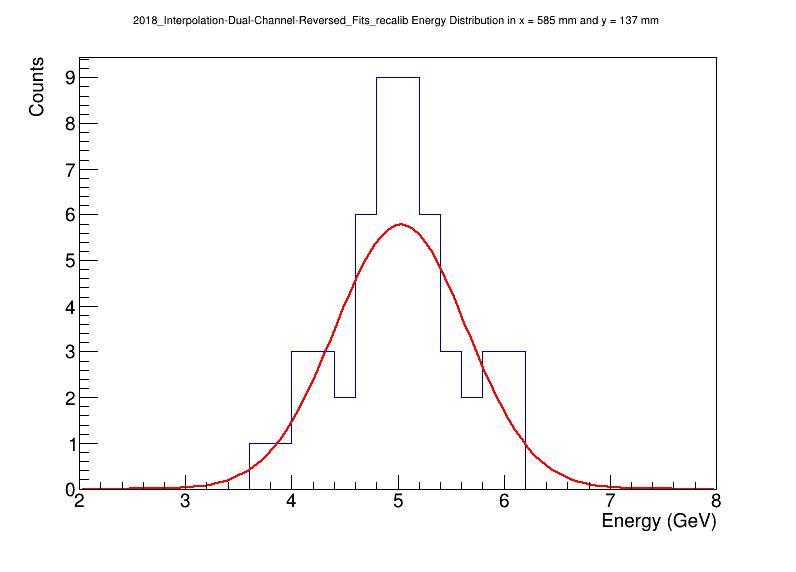 2018_Interpolation-Dual-Channel-Reversed_Fits_recalib Energy Distribution in x = 585 mm and y = 137 mm
Counts
9
8
7
6
5
4
3
2
1
0
2 3 4 5 6 7 8
Energy (GeV)